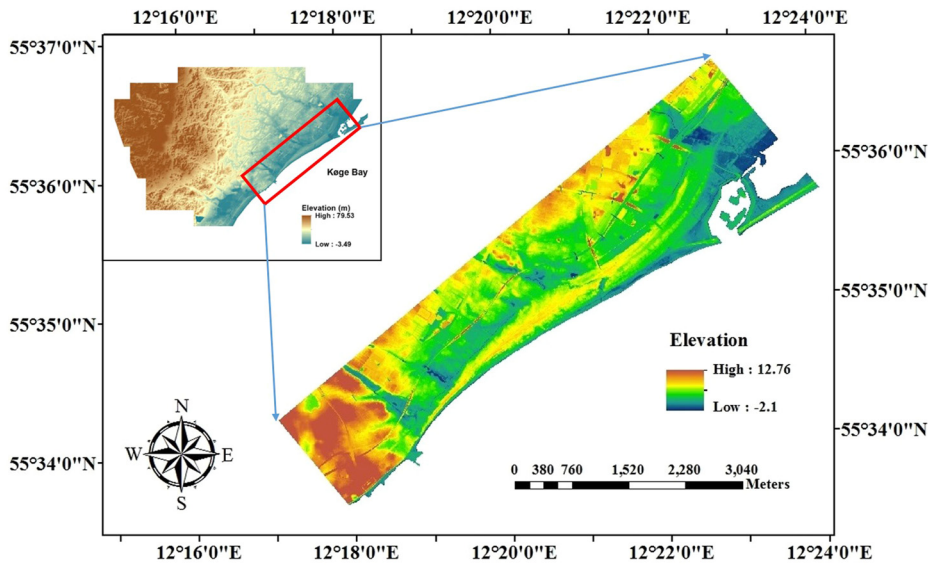 12°16'0"E 12°18'0"E 12°20'0"E 12°22'0"E 12°24'0"E
55°37'0"N
Køge Bay
Elevation (m)
High : 79.53
Low : -3.49
55°36'0"N
55°36'0"N
55°35'0"N
55°35'0"N
Elevation
High : 12.76
Low : -2.1
55°34'0"N
55°34'0"N
N
W E
S
0 380 760 1,520 2,280 3,040
Meters
12°16'0"E 12°18'0"E 12°20'0"E 12°22'0"E 12°24'0"E